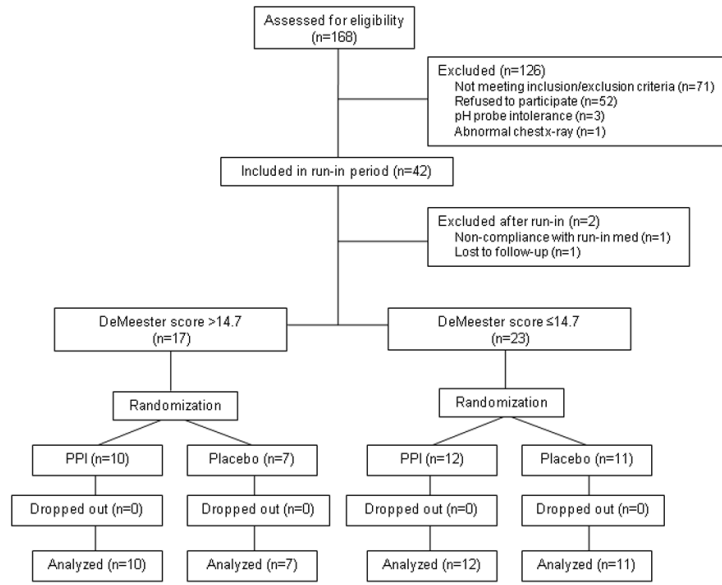 Assessed for eligibility
(n=168)
Excluded (n=126)
Not meeting inclusion/exclusion criteria (n=71)
Refused to participate (n=52)
pH probe intolerance (n=3)
Abnormal chest x-ray (n=1)
Included in run-in period (n=42)
Excluded after run-in (n=2)
Non-compliance with run-in med (n=1)
Lost to follow-up (n=1)
DeMeester score >14.7
(n=17)
DeMeester score ≤14.7
(n=23)
Randomization
Randomization
PPI (n=10)
Placebo (n=7)
PPI (n=12)
Placebo (n=11)
Dropped out (n=0)
Dropped out (n=0)
Dropped out (n=0)
Dropped out (n=0)
Analyzed (n=10)
Analyzed (n=7)
Analyzed (n=12)
Analyzed (n=11)